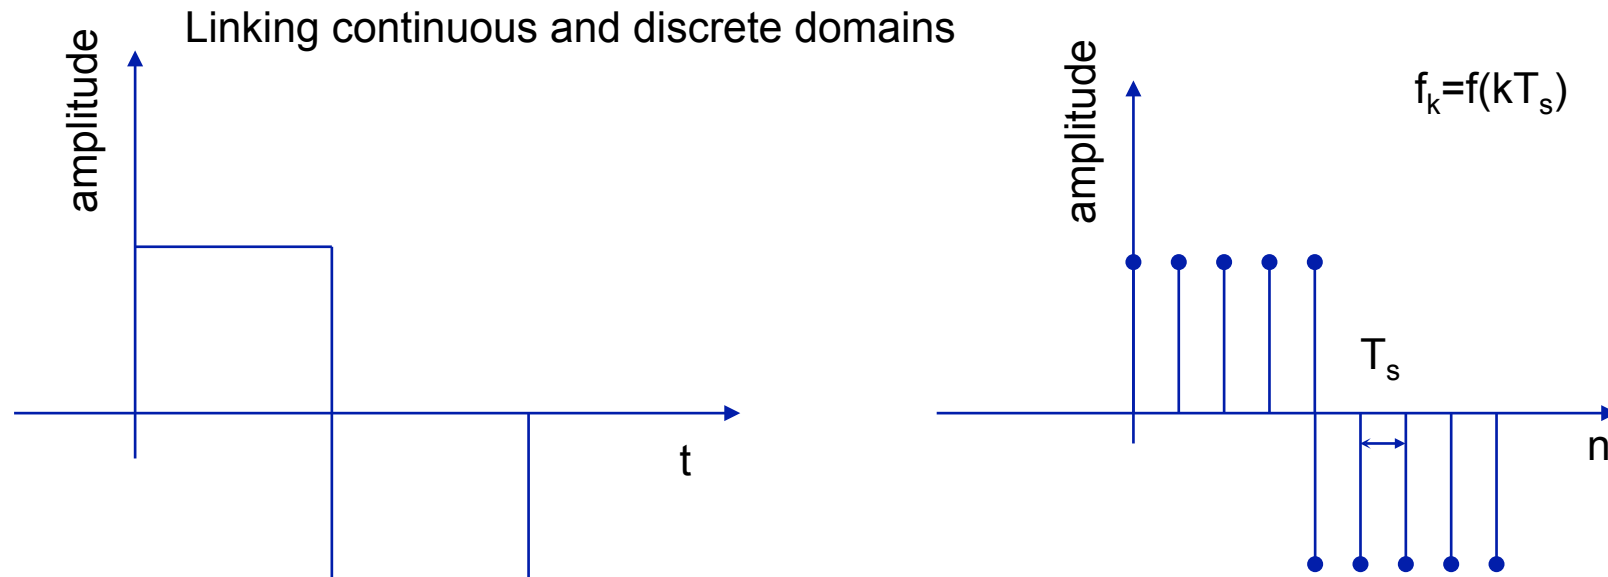 Linking continuous and discrete domains
amplitude
t
amplitude
fₖ=f(kTₛ)
Tₛ
n